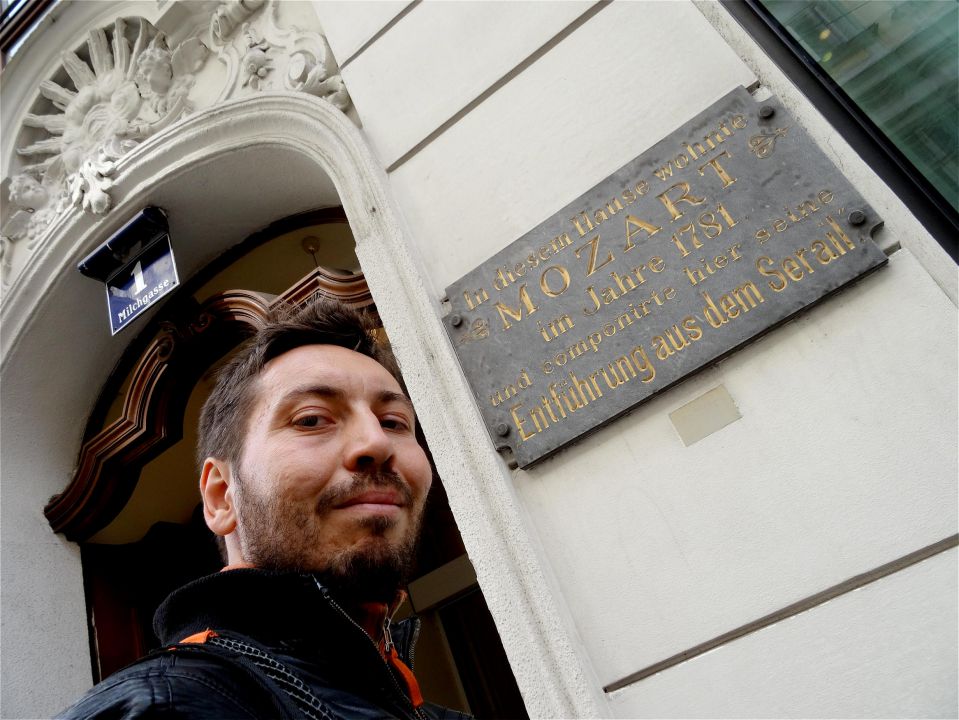 1
Milchgasse
In diesem Hause wohnte
MOZART
im Jahre 1781
und componirte hier seine
Entführung aus dem Serail!